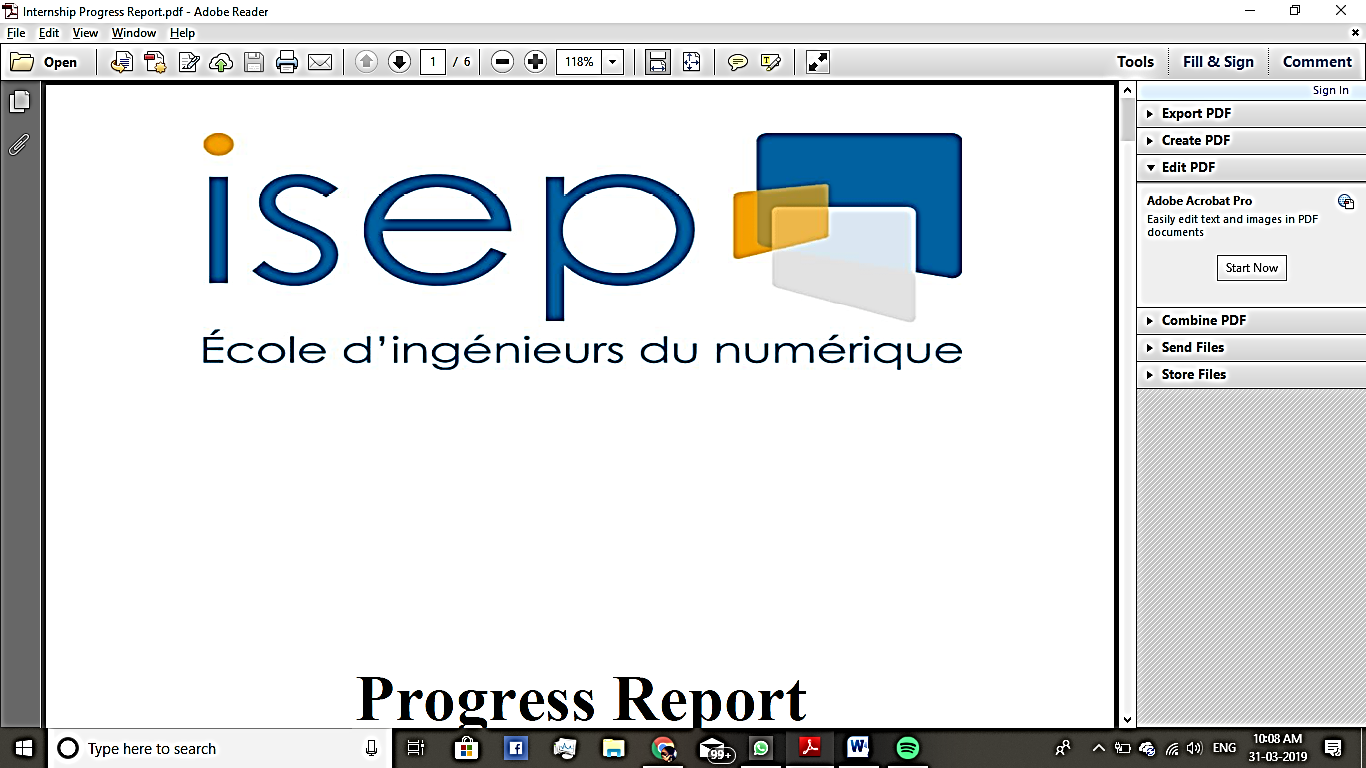 Internship Progress Report.pdf - Adobe Reader
File Edit View Window Help
Open 1 / 6 118% Tools Fill & Sign Comment
Sign In
Export PDF
Create PDF
Edit PDF
Adobe Acrobat Pro
Easily edit text and images in PDF
documents
Start Now
Combine PDF
Send Files
Store Files
isep
École d'ingénieurs du numérique
Progress Report
Type here to search
99+
ENG
10:08 AM
31-03-2019